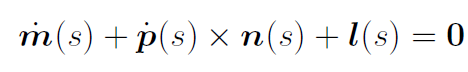 ṁ(s) + ṗ(s) × n(s) + l(s) = 0